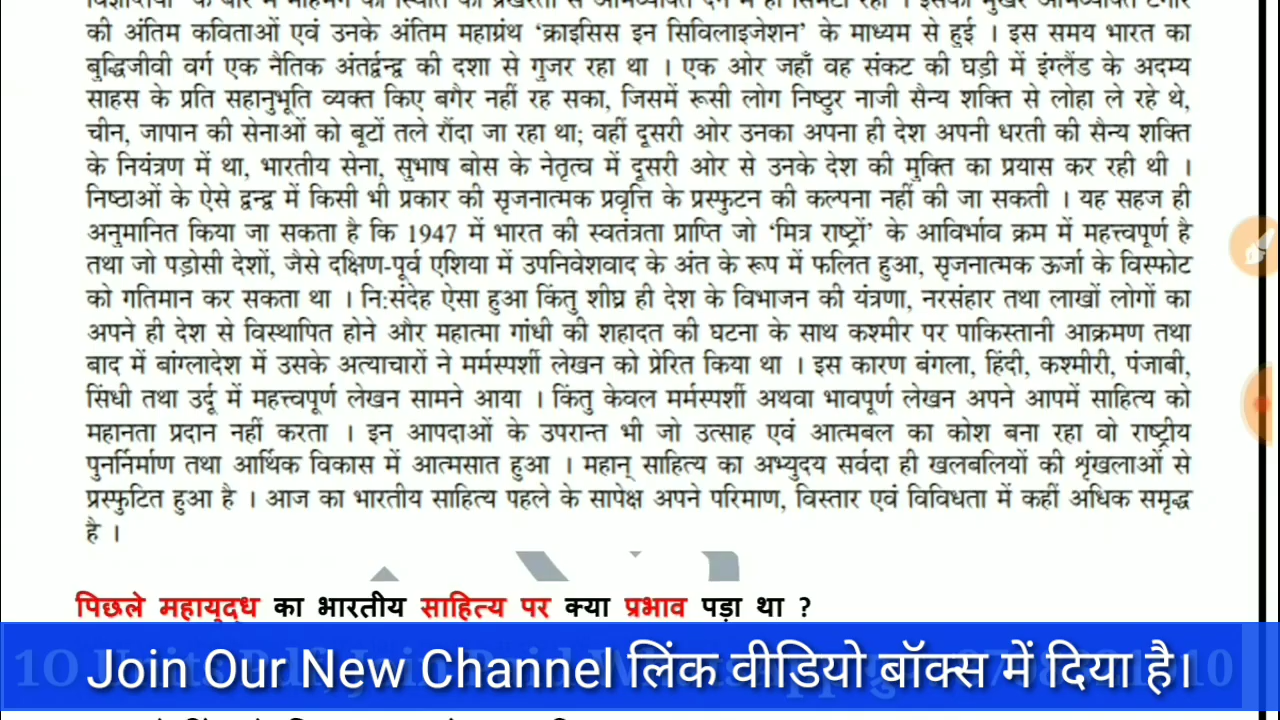 की अंतिम कविताओं एवं उनके अंतिम महाग्रंथ ‘क्राइसिस इन सिविलाइजेशन’ के माध्यम से हुई । इस समय भारत का
बुद्धिजीवी वर्ग एक नैतिक अंतर्द्वन्द्व की दशा से गुजर रहा था । एक ओर जहाँ वह संकट की घड़ी में इंग्लैंड के अदम्य
साहस के प्रति सहानुभूति व्यक्त किए बगैर नहीं रह सका, जिसमें रूसी लोग निष्ठुर नाजी सैन्य शक्ति से लोहा ले रहे थे,
चीन, जापान की सेनाओं को बूटों तले रौंदा जा रहा था; वहीं दूसरी ओर उनका अपना ही देश अपनी धरती की सैन्य शक्ति
के नियंत्रण में था, भारतीय सेना, सुभाष बोस के नेतृत्व में दूसरी ओर से उनके देश की मुक्ति का प्रयास कर रही थी ।
निष्ठाओं के ऐसे द्वन्द्व में किसी भी प्रकार की सृजनात्मक प्रवृत्ति के प्रस्फुटन की कल्पना नहीं की जा सकती । यह सहज ही
अनुमानित किया जा सकता है कि 1947 में भारत की स्वतंत्रता प्राप्ति जो ‘मित्र राष्ट्रों’ के आविर्भाव क्रम में महत्त्वपूर्ण है
तथा जो पड़ोसी देशों, जैसे दक्षिण-पूर्व एशिया में उपनिवेशवाद के अंत के रूप में फलित हुआ, सृजनात्मक ऊर्जा के विस्फोट
को गतिमान कर सकता था । नि:संदेह ऐसा हुआ किंतु शीघ्र ही देश के विभाजन की यंत्रणा, नरसंहार तथा लाखों लोगों का
अपने ही देश से विस्थापित होने और महात्मा गांधी की शहादत की घटना के साथ कश्मीर पर पाकिस्तानी आक्रमण तथा
बाद में बांग्लादेश में उसके अत्याचारों ने मर्मस्पर्शी लेखन को प्रेरित किया था । इस कारण बंगला, हिंदी, कश्मीरी, पंजाबी,
सिंधी तथा उर्दू में महत्त्वपूर्ण लेखन सामने आया । किंतु केवल मर्मस्पर्शी अथवा भावपूर्ण लेखन अपने आपमें साहित्य को
महानता प्रदान नहीं करता । इन आपदाओं के उपरान्त भी जो उत्साह एवं आत्मबल का कोश बना रहा वो राष्ट्रीय
पुनर्निर्माण तथा आर्थिक विकास में आत्मसात हुआ । महान् साहित्य का अभ्युदय सर्वदा ही खलबलियों की शृंखलाओं से
प्रस्फुटित हुआ है । आज का भारतीय साहित्य पहले के सापेक्ष अपने परिमाण, विस्तार एवं विविधता में कहीं अधिक समृद्ध
है ।
पिछले महायुद्ध का भारतीय साहित्य पर क्या प्रभाव पड़ा था ?
Join Our New Channel लिंक वीडियो बॉक्स में दिया है।